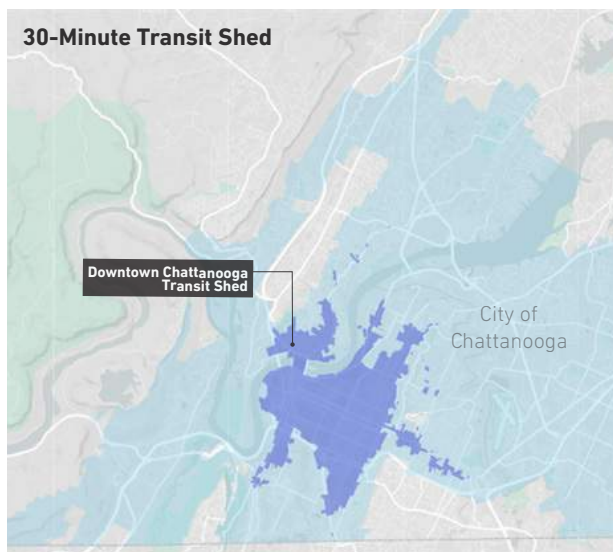 30-Minute Transit Shed
Downtown Chattanooga
Transit Shed
City of
Chattanooga